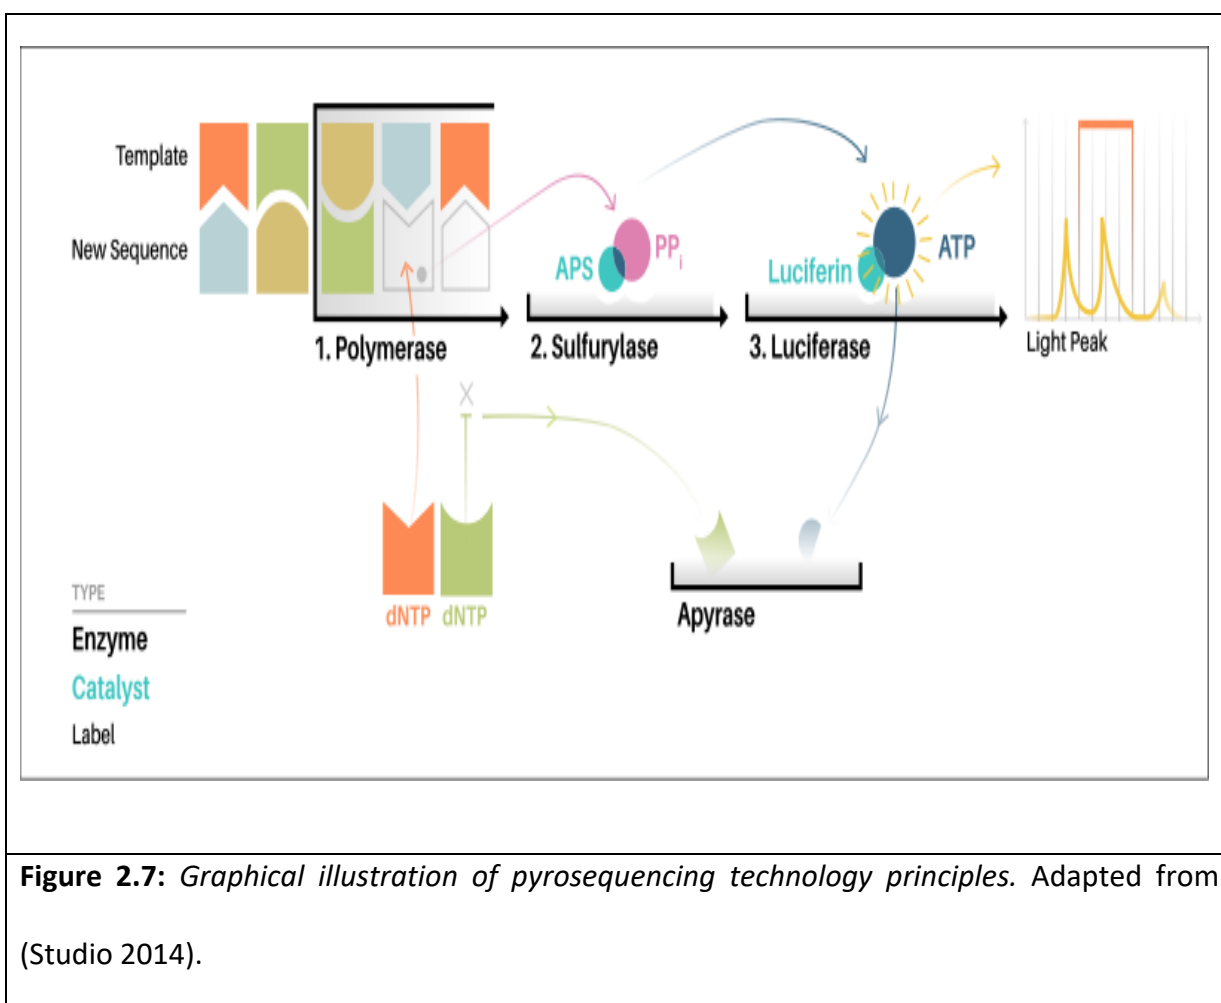 Template
New Sequence
APS
PPi
Luciferin
ATP
1. Polymerase
2. Sulfurylase
3. Luciferase
Light Peak
X
dNTP
dNTP
Apyrase
TYPE
Enzyme
Catalyst
Label
Figure 2.7: Graphical illustration of pyrosequencing technology principles. Adapted from
(Studio 2014).